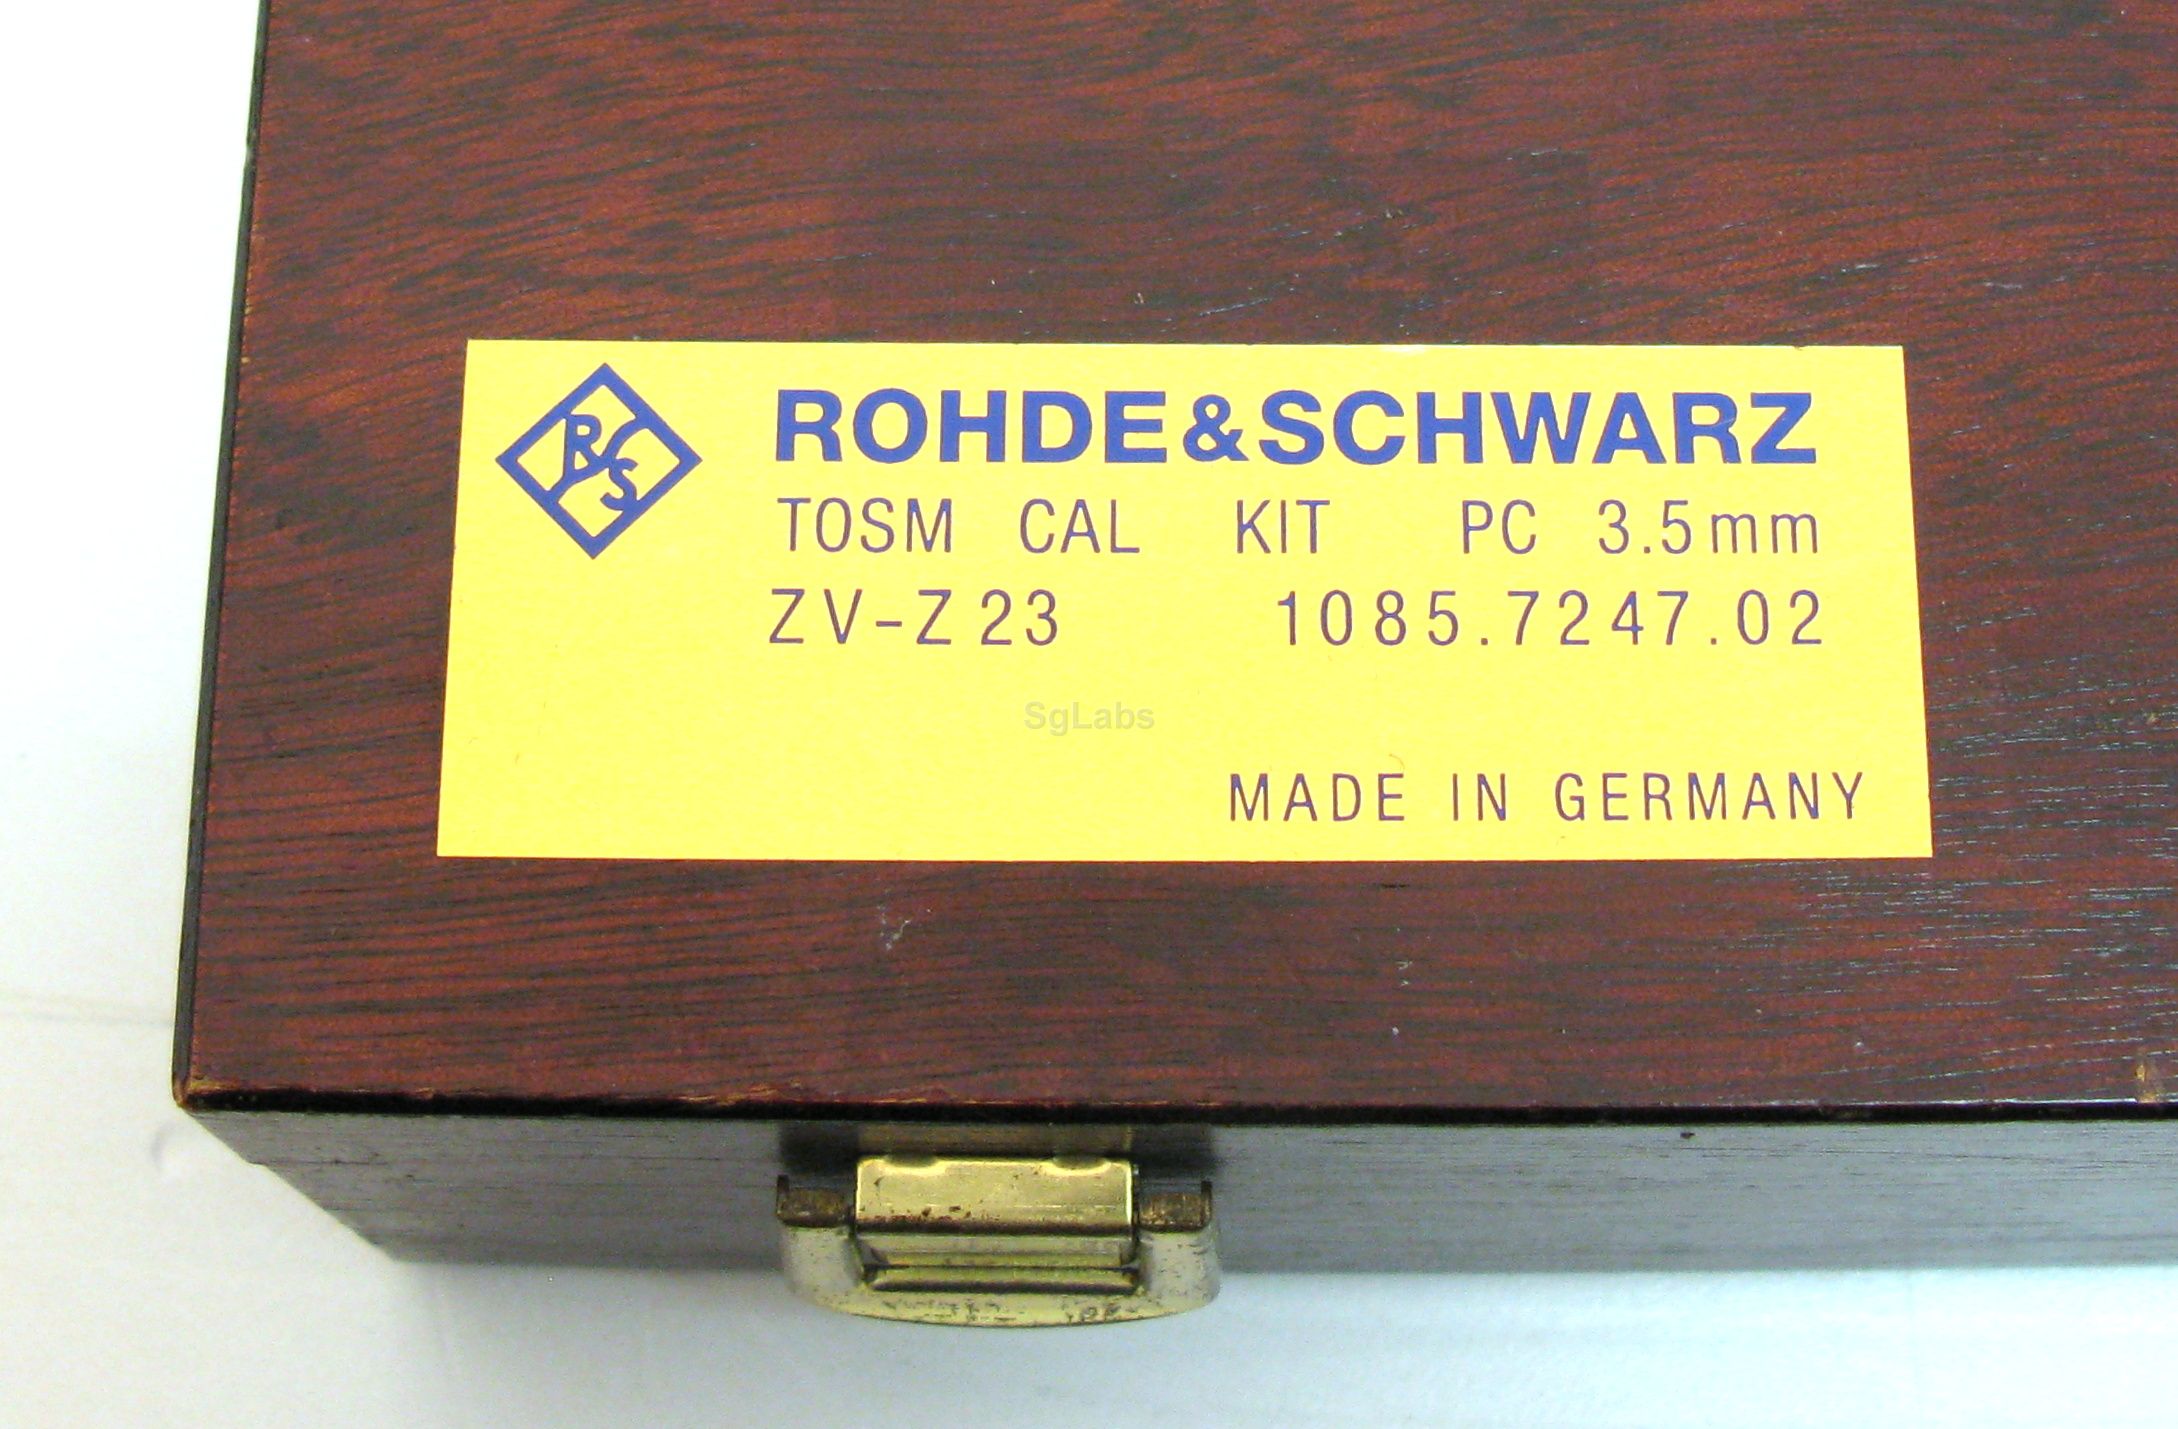 R&S
ROHDE&SCHWARZ
TOSM CAL KIT PC 3.5mm
ZV-Z23 1085.7247.02
SgLabs
MADE IN GERMANY